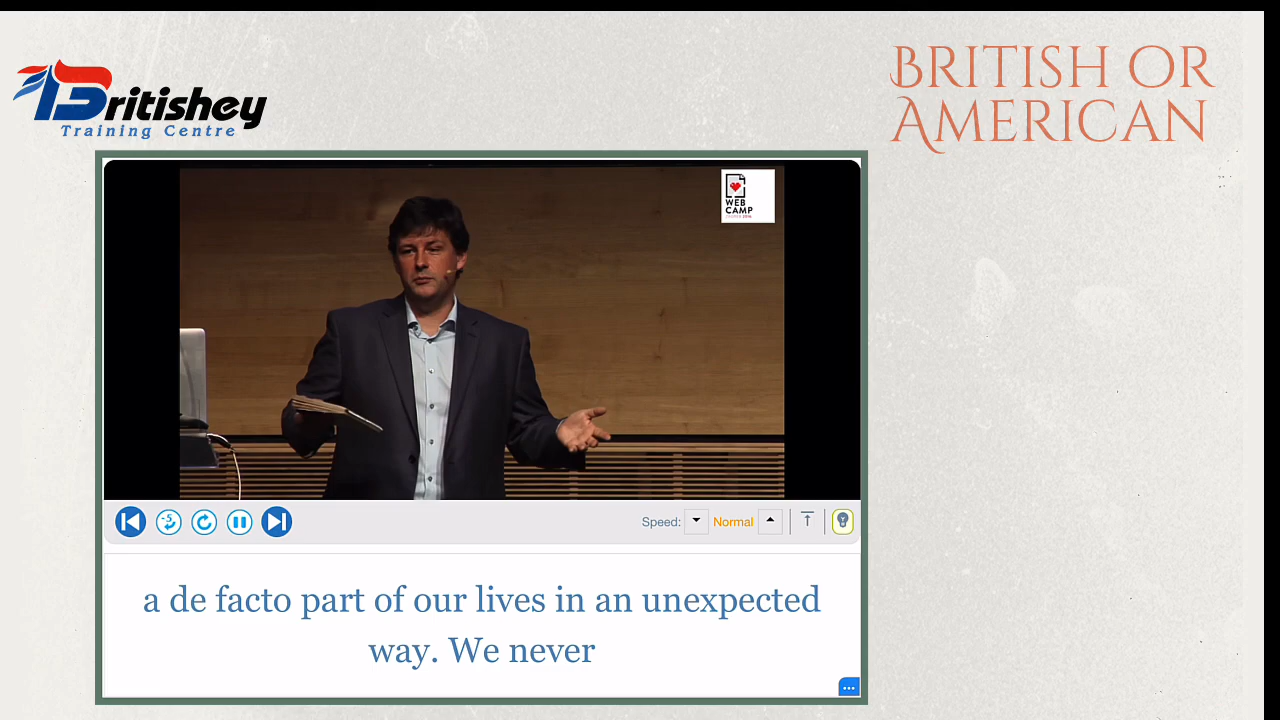 Britishey
Training Centre
BRITISH OR
AMERICAN
WEB
CAMP
-5
Speed:
Normal
a de facto part of our lives in an unexpected
way. We never